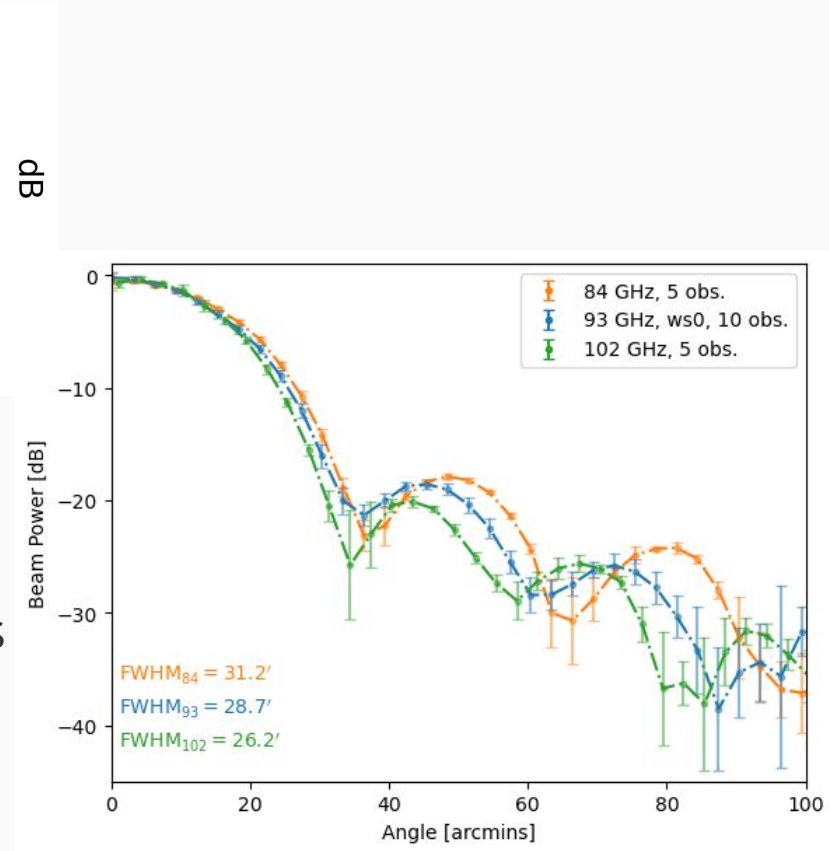 dB
0
−10
−20
−30
−40
Beam Power [dB]
84 GHz, 5 obs.
93 GHz, ws0, 10 obs.
102 GHz, 5 obs.
FWHM₈₄ = 31.2′
FWHM₉₃ = 28.7′
FWHM₁₀₂ = 26.2′
0 20 40 60 80 100
Angle [arcmins]